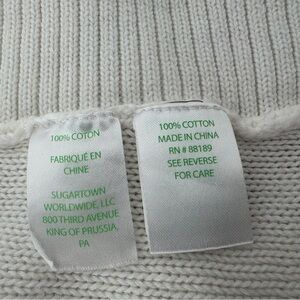 100% COTON
FABRIQUÉ EN
CHINE
SUGARTOWN
WORLDWIDE, LLC
800 THIRD AVENUE
KING OF PRUSSIA,
PA
100% COTTON
MADE IN CHINA
RN # 88189
SEE REVERSE
FOR CARE